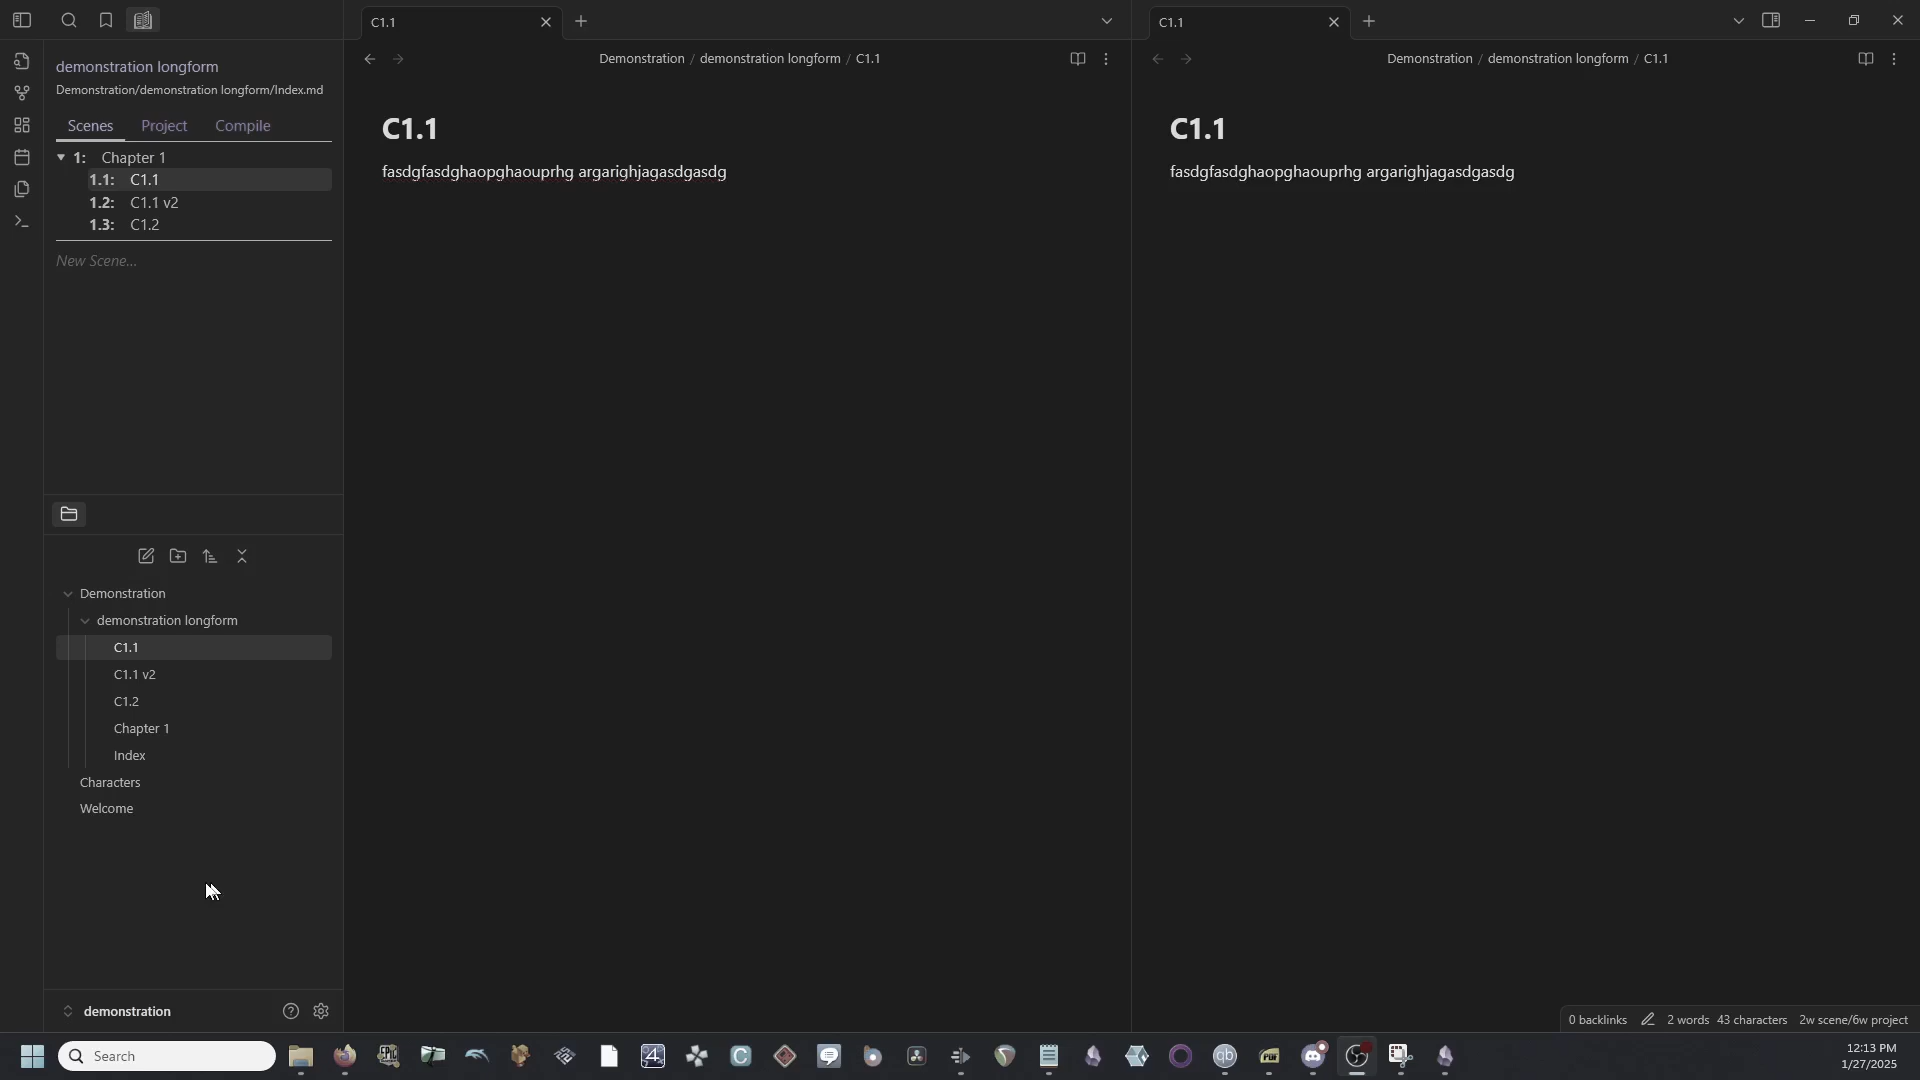 C1.1
C1.1
demonstration longform
Demonstration/demonstration longform/Index.md
Scenes Project Compile
1: Chapter 1
1.1: C1.1
1.2: C1.1 v2
1.3: C1.2
New Scene...
Demonstration
demonstration longform
C1.1
C1.1 v2
C1.2
Chapter 1
Index
Characters
Welcome
demonstration
Demonstration / demonstration longform / C1.1
C1.1
fasdgfasdghaopghaouprhg argarighjagasdgasdg
Demonstration / demonstration longform / C1.1
C1.1
fasdgfasdghaopghaouprhg argarighjagasdgasdg
0 backlinks 2 words 43 characters 2w scene/6w project
Search
EPIC
12:13 PM
1/27/2025